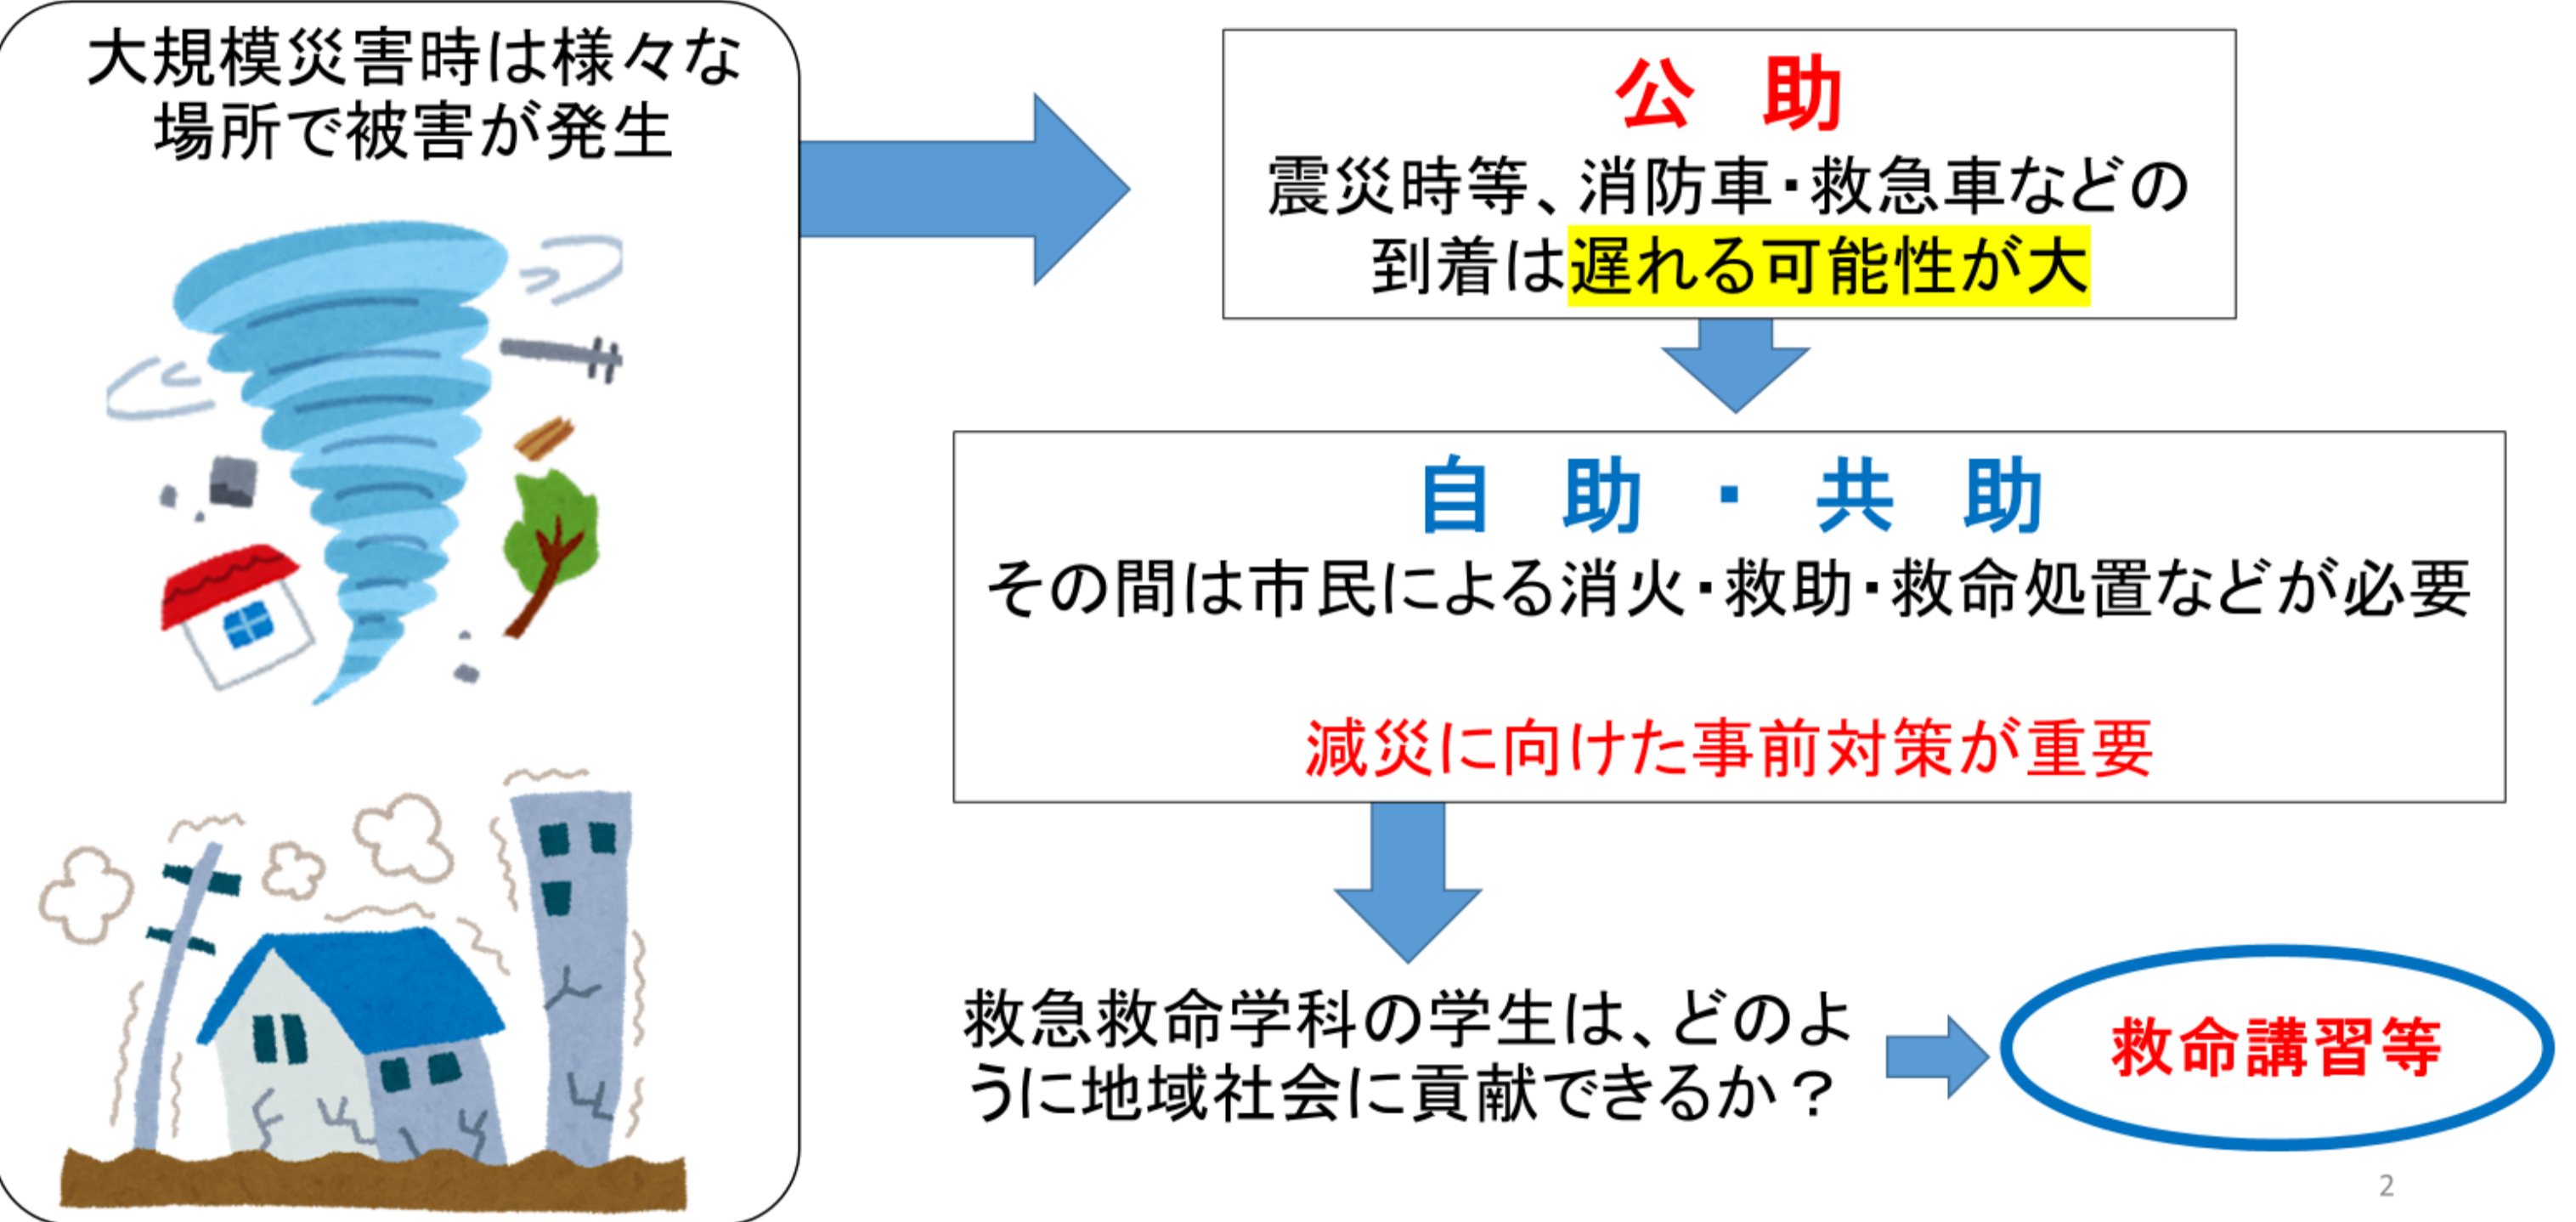 大規模災害時は様々な
場所で被害が発生
公　助
震災時等、消防車・救急車などの
到着は遅れる可能性が大
自　助　・　共　助
その間は市民による消火・救助・救命処置などが必要
減災に向けた事前対策が重要
救急救命学科の学生は、どのよ
うに地域社会に貢献できるか？
救命講習等
2